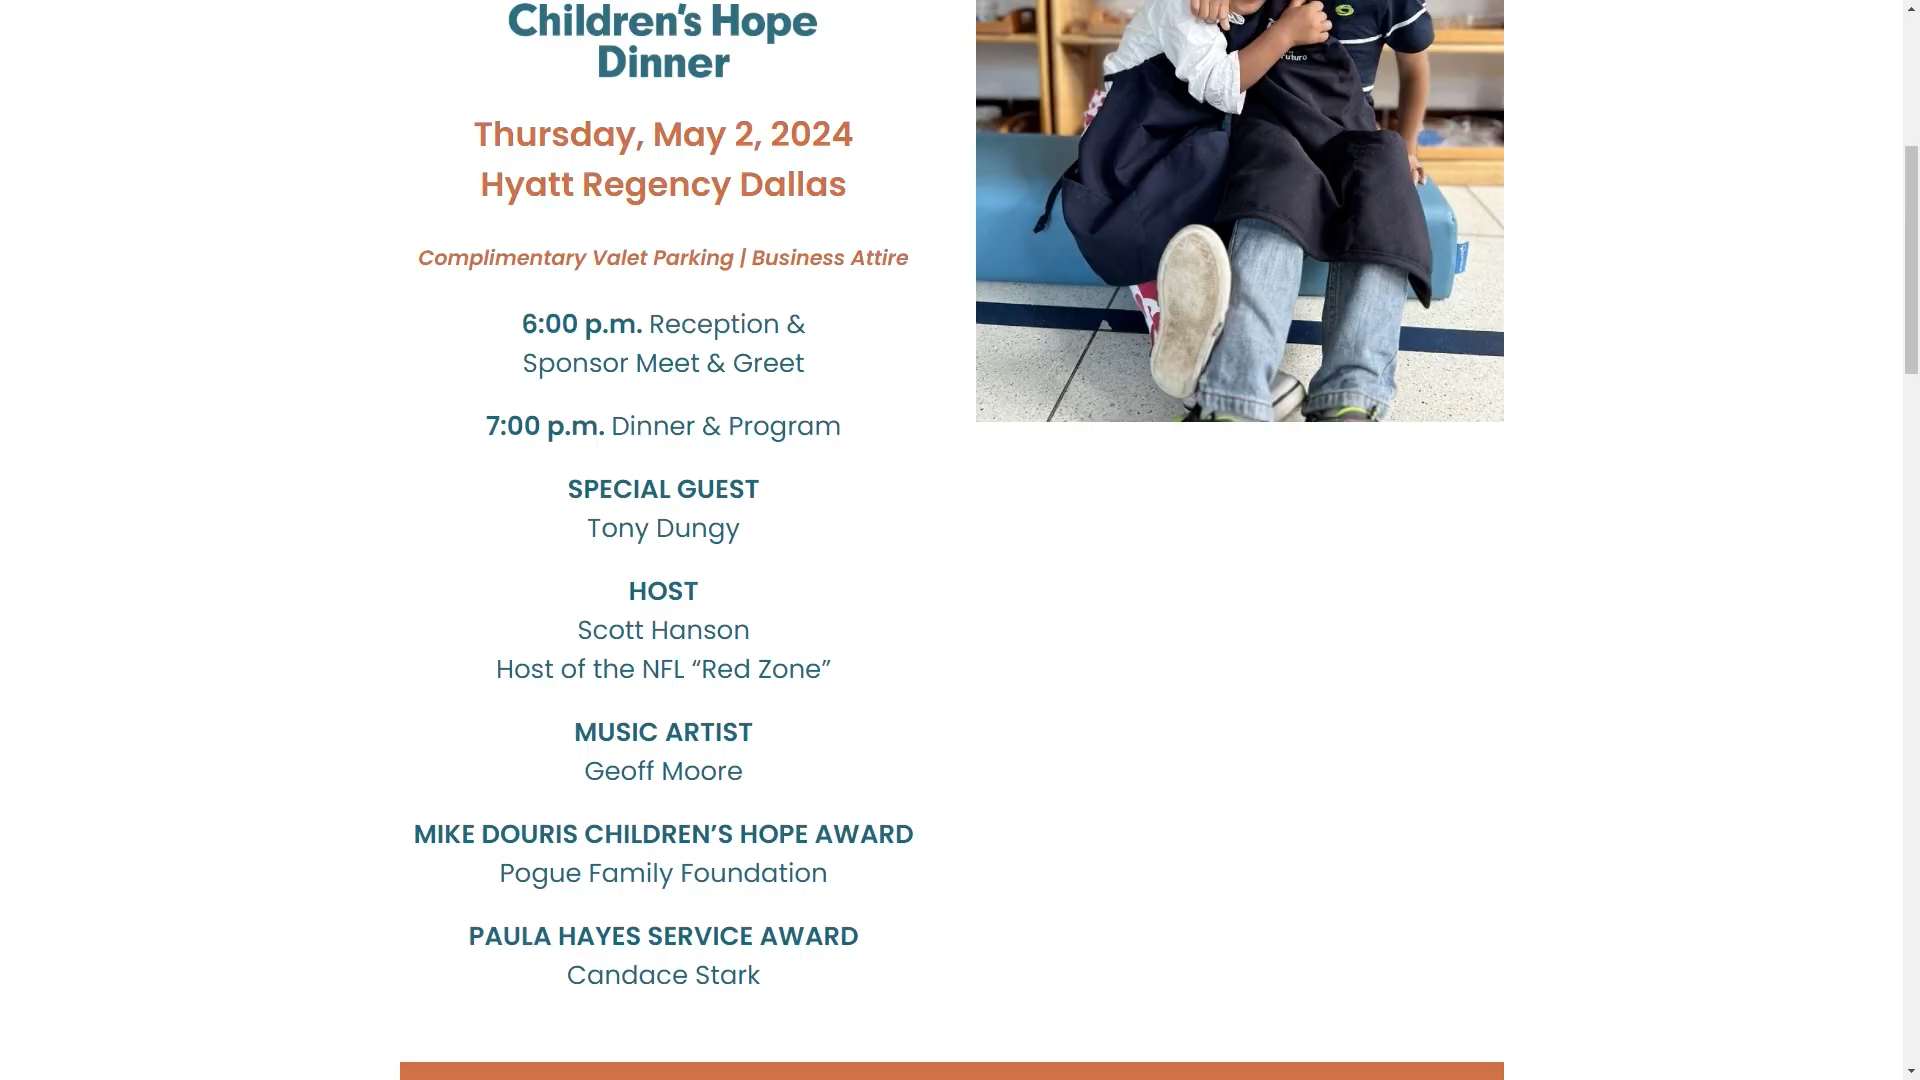 Children's Hope
Dinner
Thursday, May 2, 2024
Hyatt Regency Dallas
Complimentary Valet Parking | Business Attire
6:00 p.m. Reception &
Sponsor Meet & Greet
7:00 p.m. Dinner & Program
SPECIAL GUEST
Tony Dungy
HOST
Scott Hanson
Host of the NFL “Red Zone”
MUSIC ARTIST
Geoff Moore
MIKE DOURIS CHILDREN’S HOPE AWARD
Pogue Family Foundation
PAULA HAYES SERVICE AWARD
Candace Stark